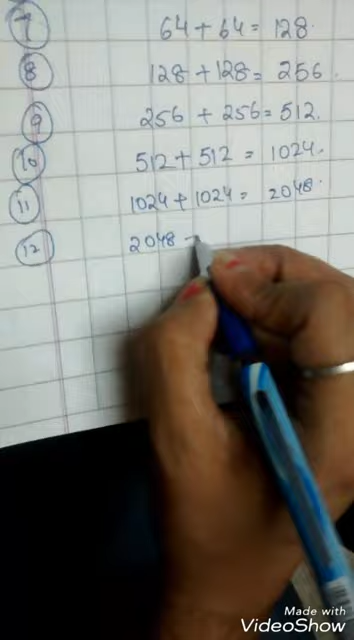 7 64 + 64 = 128.
8 128 + 128 = 256.
9 256 + 256 = 512.
10 512 + 512 = 1024.
11 1024 + 1024 = 2048.
12 2048
Made with
VideoShow